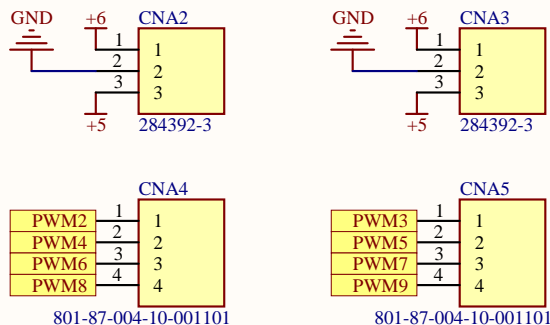 CNA2
GND +6
1 1
2 2
3 3
+5
284392-3
CNA3
GND +6
1 1
2 2
3 3
+5
284392-3
CNA4
PWM2 1 1
PWM4 2 2
PWM6 3 3
PWM8 4 4
801-87-004-10-001101
CNA5
PWM3 1 1
PWM5 2 2
PWM7 3 3
PWM9 4 4
801-87-004-10-001101